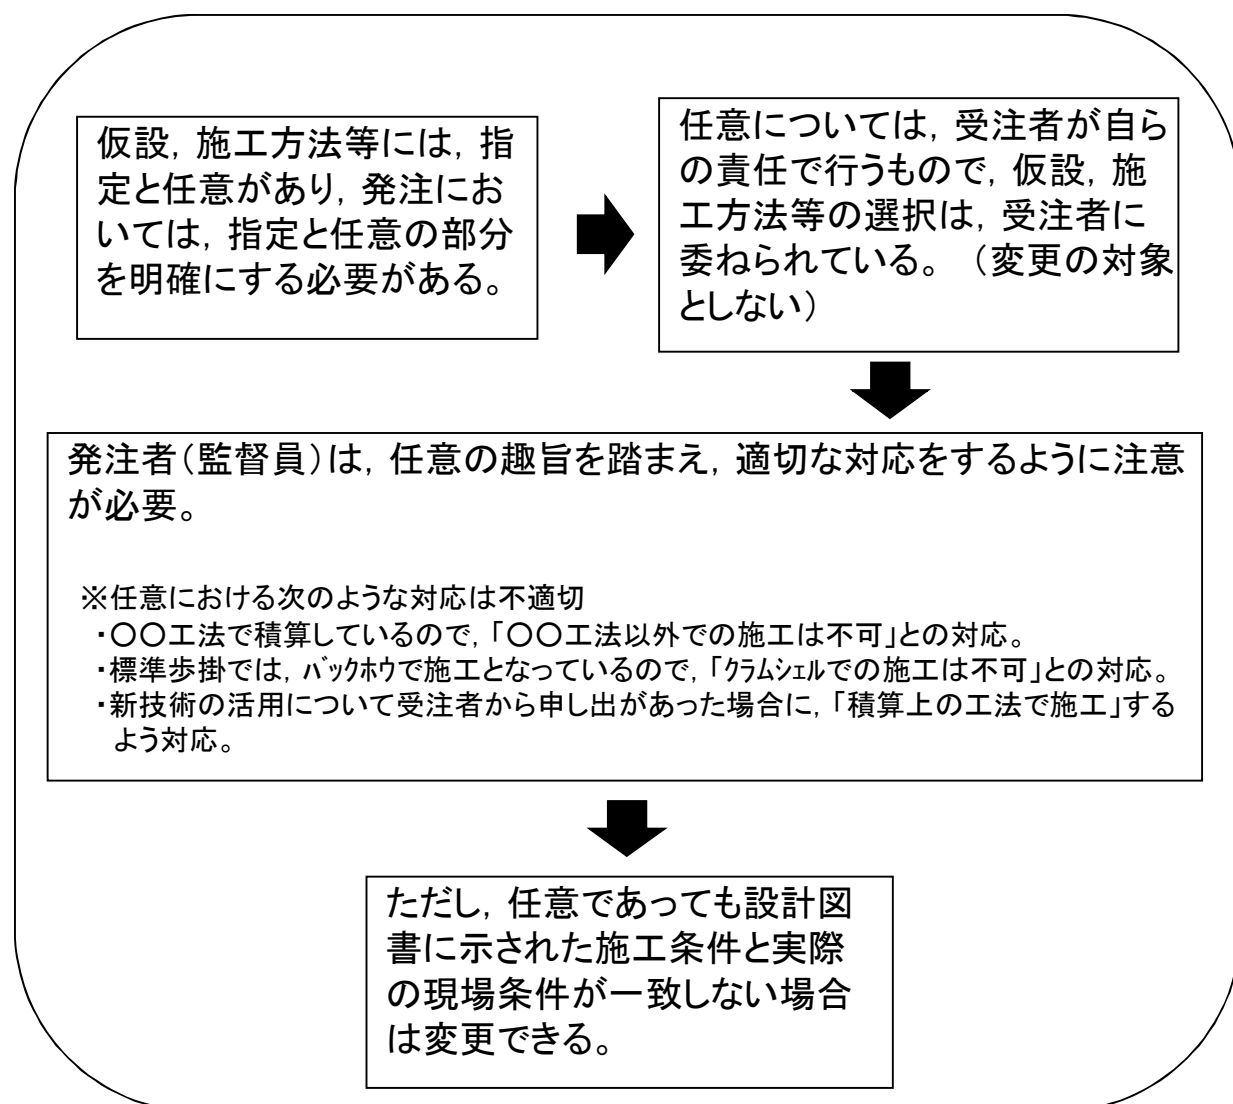 仮設，施工方法等には，指
定と任意があり，発注にお
いては，指定と任意の部分
を明確にする必要がある。
任意については，受注者が自ら
の責任で行うもので，仮設，施
工方法等の選択は，受注者に
委ねられている。（変更の対象
としない）
発注者（監督員）は，任意の趣旨を踏まえ，適切な対応をするように注意
が必要。
※任意における次のような対応は不適切
・〇〇工法で積算しているので，「〇〇工法以外での施工は不可」との対応。
・標準歩掛では，ﾊﾞｯｸﾎｳで施工となっているので，「ｸﾗﾑｼｪﾙでの施工は不可」との対応。
・新技術の活用について受注者から申し出があった場合に，「積算上の工法で施工」する
よう対応。
ただし，任意であっても設計図
書に示された施工条件と実際
の現場条件が一致しない場合
は変更できる。